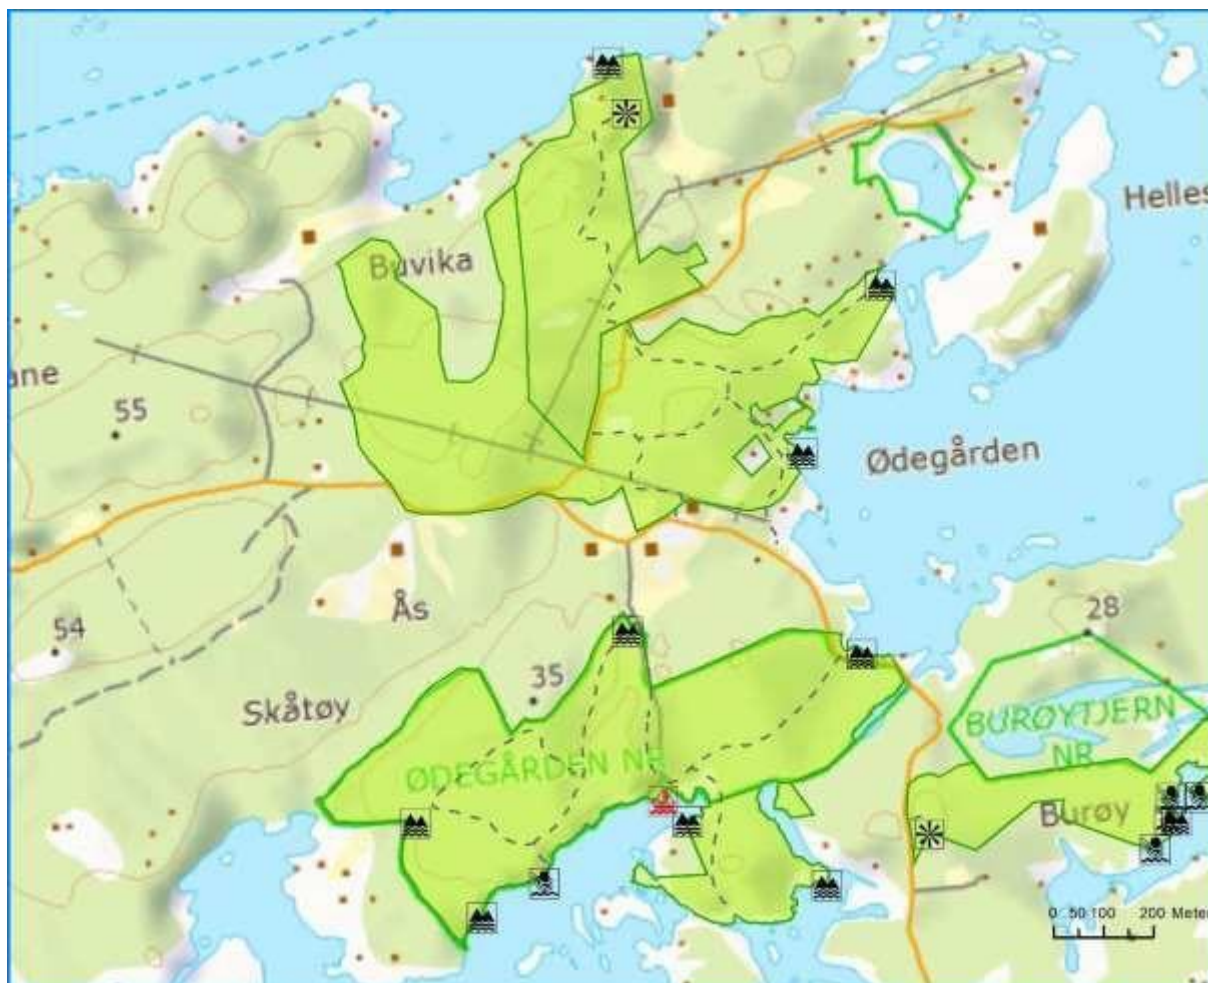 Helles
Buvika
ane
55
Ødegården
Ås
28
54
35
Skåtøy
BURØYTJERN
NR
ØDEGÅRDEN NR
Burøy
0 50 100 200 Meter